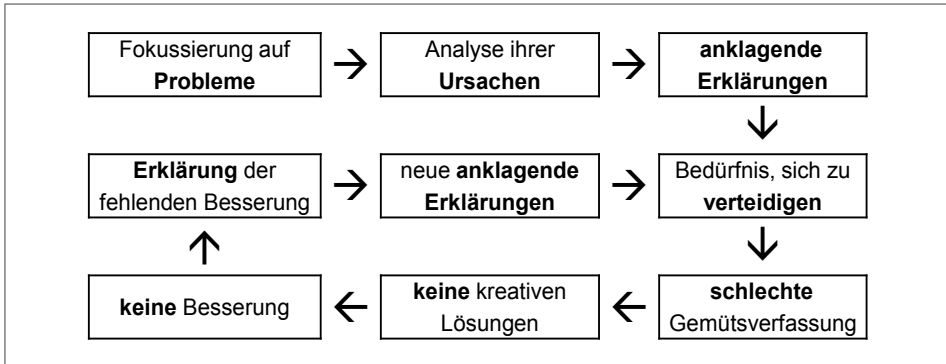 Fokussierung auf
Probleme
Analyse ihrer
Ursachen
anklagende
Erklärungen
Erklärung der
fehlenden Besserung
neue anklagende
Erklärungen
Bedürfnis, sich zu
verteidigen
keine Besserung
keine kreativen
Lösungen
schlechte
Gemütsverfassung